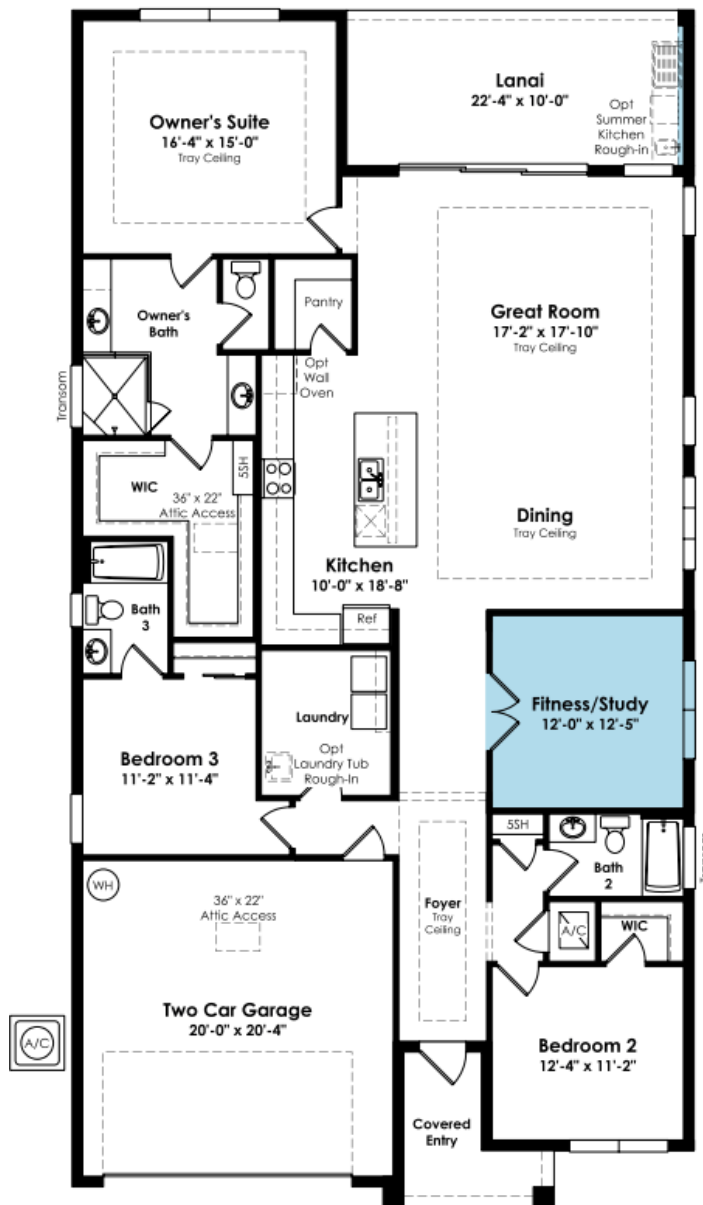 Lanai
22'-4" x 10'-0"
Opt
Summer
Kitchen
Rough-in
Owner's Suite
16'-4" x 15'-0"
Tray Ceiling
Owner's
Bath
Pantry
Great Room
17'-2" x 17'-10"
Tray Ceiling
Opt
Wall
Oven
Transom
WIC
5SH
36" x 22"
Attic Access
Dining
Tray Ceiling
Kitchen
10'-0" x 18'-8"
Bath
3
Ref
Fitness/Study
12'-0" x 12'-5"
Laundry
Opt
Laundry Tub
Rough-In
Bedroom 3
11'-2" x 11'-4"
5SH
Bath
2
WH
36" x 22"
Attic Access
Foyer
Tray
Ceiling
A/C
WIC
Two Car Garage
20'-0" x 20'-4"
A/C
Bedroom 2
12'-4" x 11'-2"
Covered
Entry